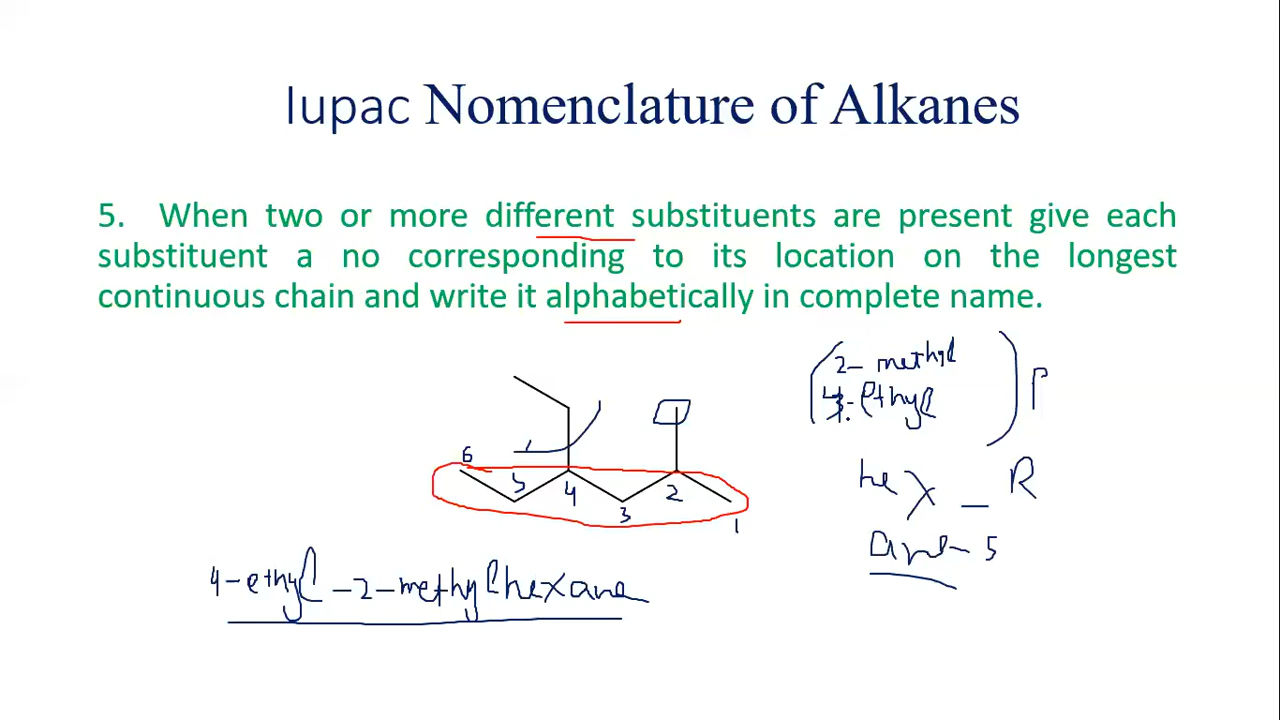 Iupac Nomenclature of Alkanes
5. When two or more different substituents are present give each
substituent a no corresponding to its location on the longest
continuous chain and write it alphabetically in complete name.
2- methyl
4- Ethyl
P
6
5
4
3
2
1
hex _ R
ane - S
4-ethyl-2-methylhexane